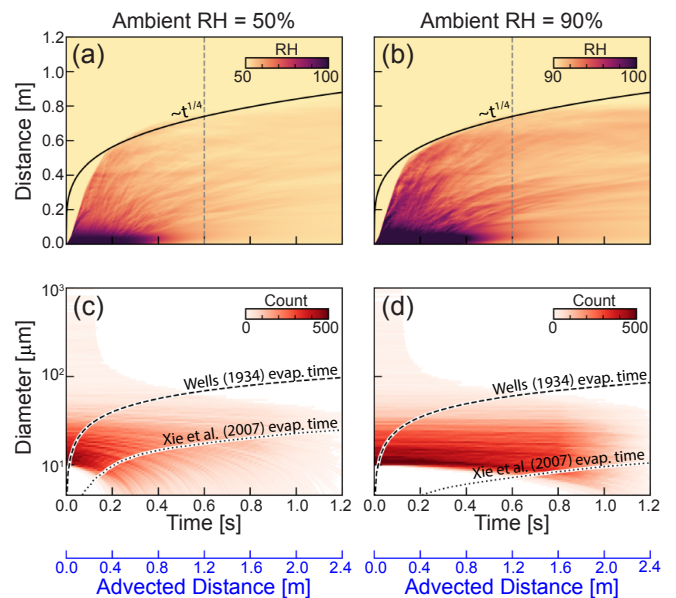 Ambient RH = 50%
Ambient RH = 90%
(a)
RH
50 100
(b)
RH
90 100
~t^1/4
~t^1/4
Distance [m]
1.2
1.0
0.8
0.6
0.4
0.2
0.0
(c)
Count
0 500
(d)
Count
0 500
Wells (1934) evap. time
Wells (1934) evap. time
Xie et al. (2007) evap. time
Xie et al. (2007) evap. time
Diameter [μm]
10^3
10^2
10^1
0.0 0.2 0.4 0.6 0.8 1.0 1.2
0.0 0.2 0.4 0.6 0.8 1.0 1.2
Time [s]
Time [s]
0.0 0.4 0.8 1.2 1.6 2.0 2.4
0.0 0.4 0.8 1.2 1.6 2.0 2.4
Advected Distance [m]
Advected Distance [m]